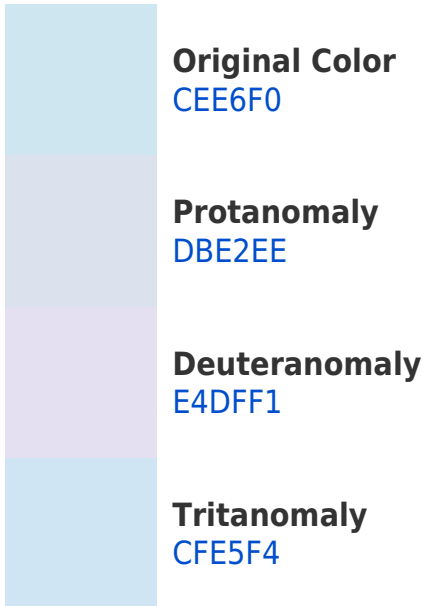 Original Color
CEE6F0
Protanomaly
DBE2EE
Deuteranomaly
E4DFF1
Tritanomaly
CFE5F4